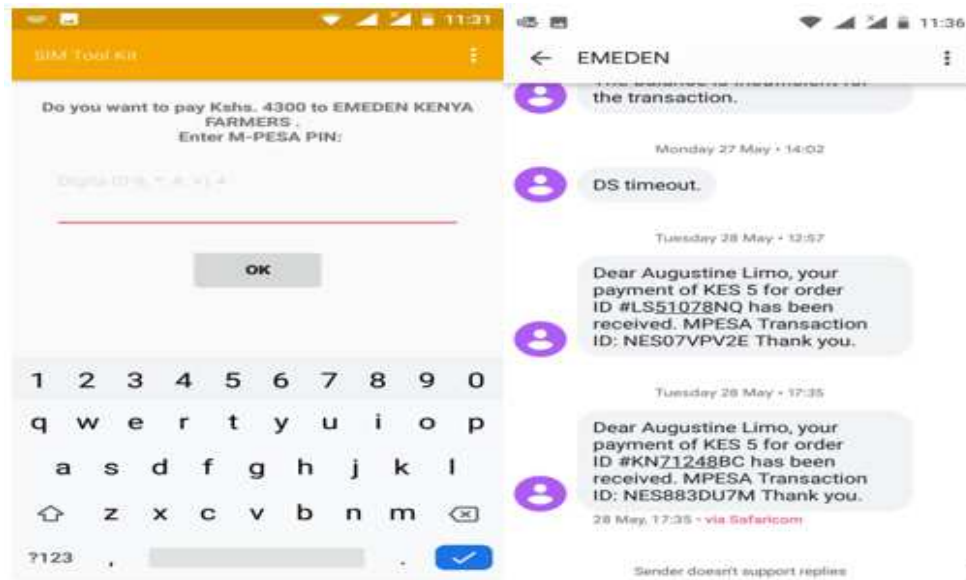 11:31
SIM Tool Kit
Do you want to pay Kshs. 4300 to EMEDEN KENYA
FARMERS .
Enter M-PESA PIN:
OK
1 2 3 4 5 6 7 8 9 0
q w e r t y u i o p
a s d f g h j k l
z x c v b n m
?123 , .
11:36
EMEDEN
the transaction.
Monday 27 May • 14:02
DS timeout.
Tuesday 28 May • 12:57
Dear Augustine Limo, your
payment of KES 5 for order
ID #LS51078NQ has been
received. MPESA Transaction
ID: NES07VPV2E Thank you.
Tuesday 28 May • 17:35
Dear Augustine Limo, your
payment of KES 5 for order
ID #KN71248BC has been
received. MPESA Transaction
ID: NES883DU7M Thank you.
28 May, 17:35 • via Safaricom
Sender doesn't support replies